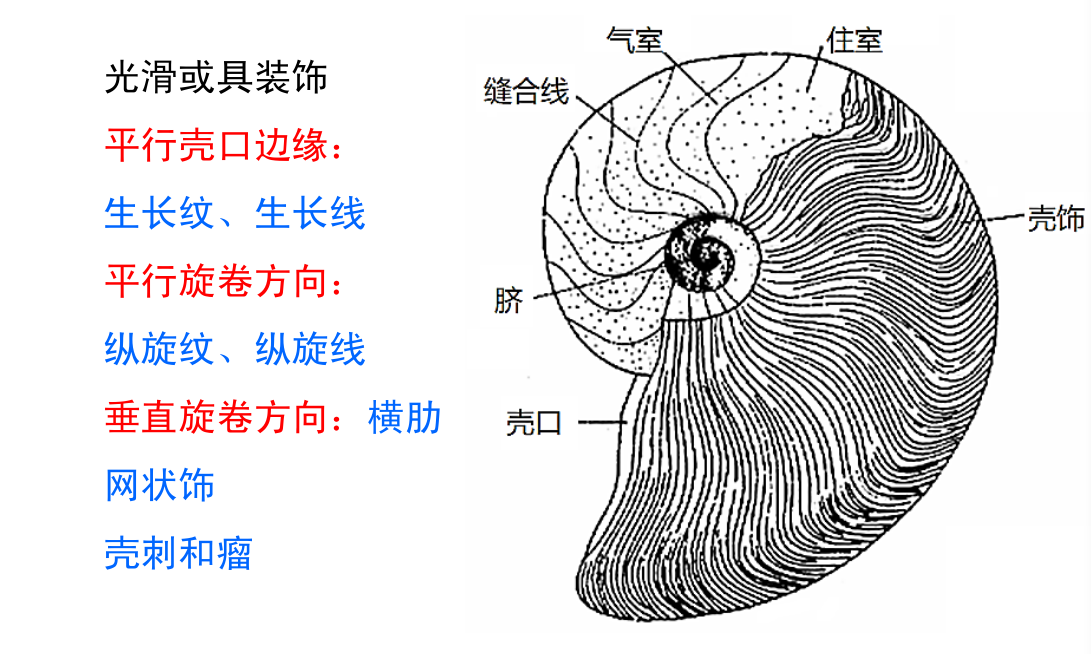 光滑或具装饰
平行壳口边缘：
生长纹、生长线
平行旋卷方向：
纵旋纹、纵旋线
垂直旋卷方向：横肋
网状饰
壳刺和瘤
气室
住室
缝合线
壳饰
脐
壳口